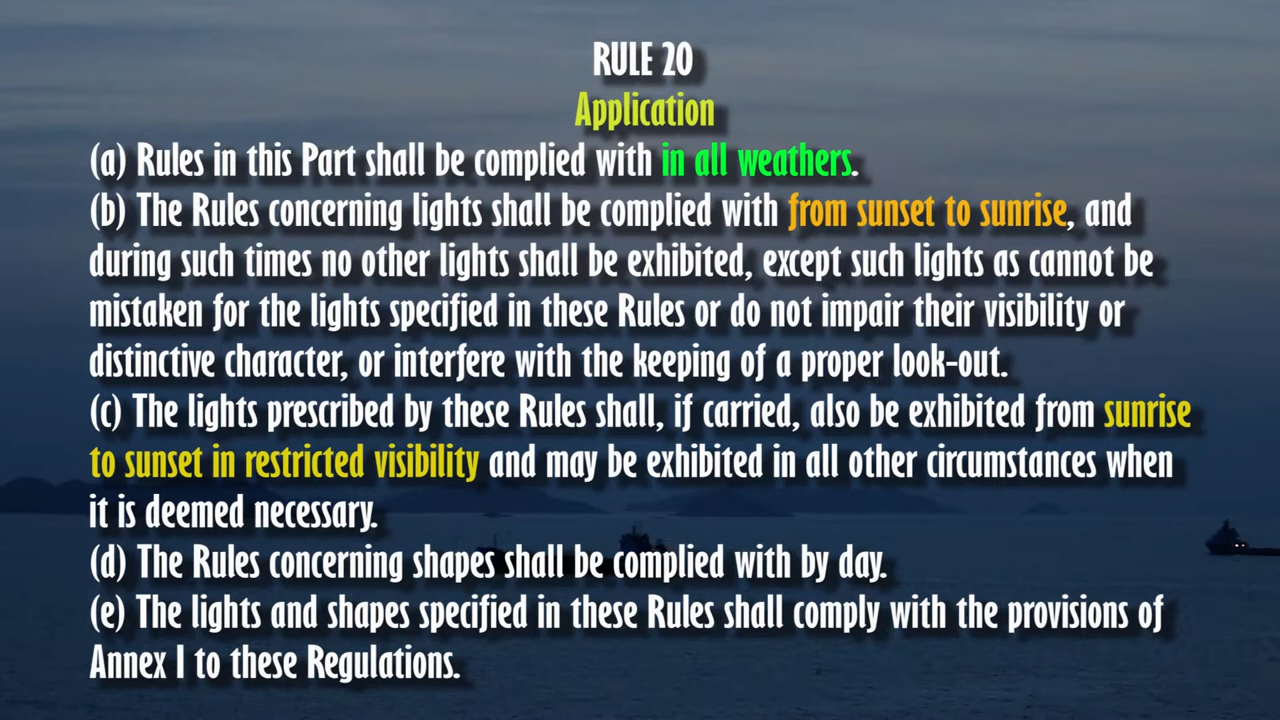 RULE 20
Application
(a) Rules in this Part shall be complied with in all weathers.
(b) The Rules concerning lights shall be complied with from sunset to sunrise, and
during such times no other lights shall be exhibited, except such lights as cannot be
mistaken for the lights specified in these Rules or do not impair their visibility or
distinctive character, or interfere with the keeping of a proper look-out.
(c) The lights prescribed by these Rules shall, if carried, also be exhibited from sunrise
to sunset in restricted visibility and may be exhibited in all other circumstances when
it is deemed necessary.
(d) The Rules concerning shapes shall be complied with by day.
(e) The lights and shapes specified in these Rules shall comply with the provisions of
Annex I to these Regulations.